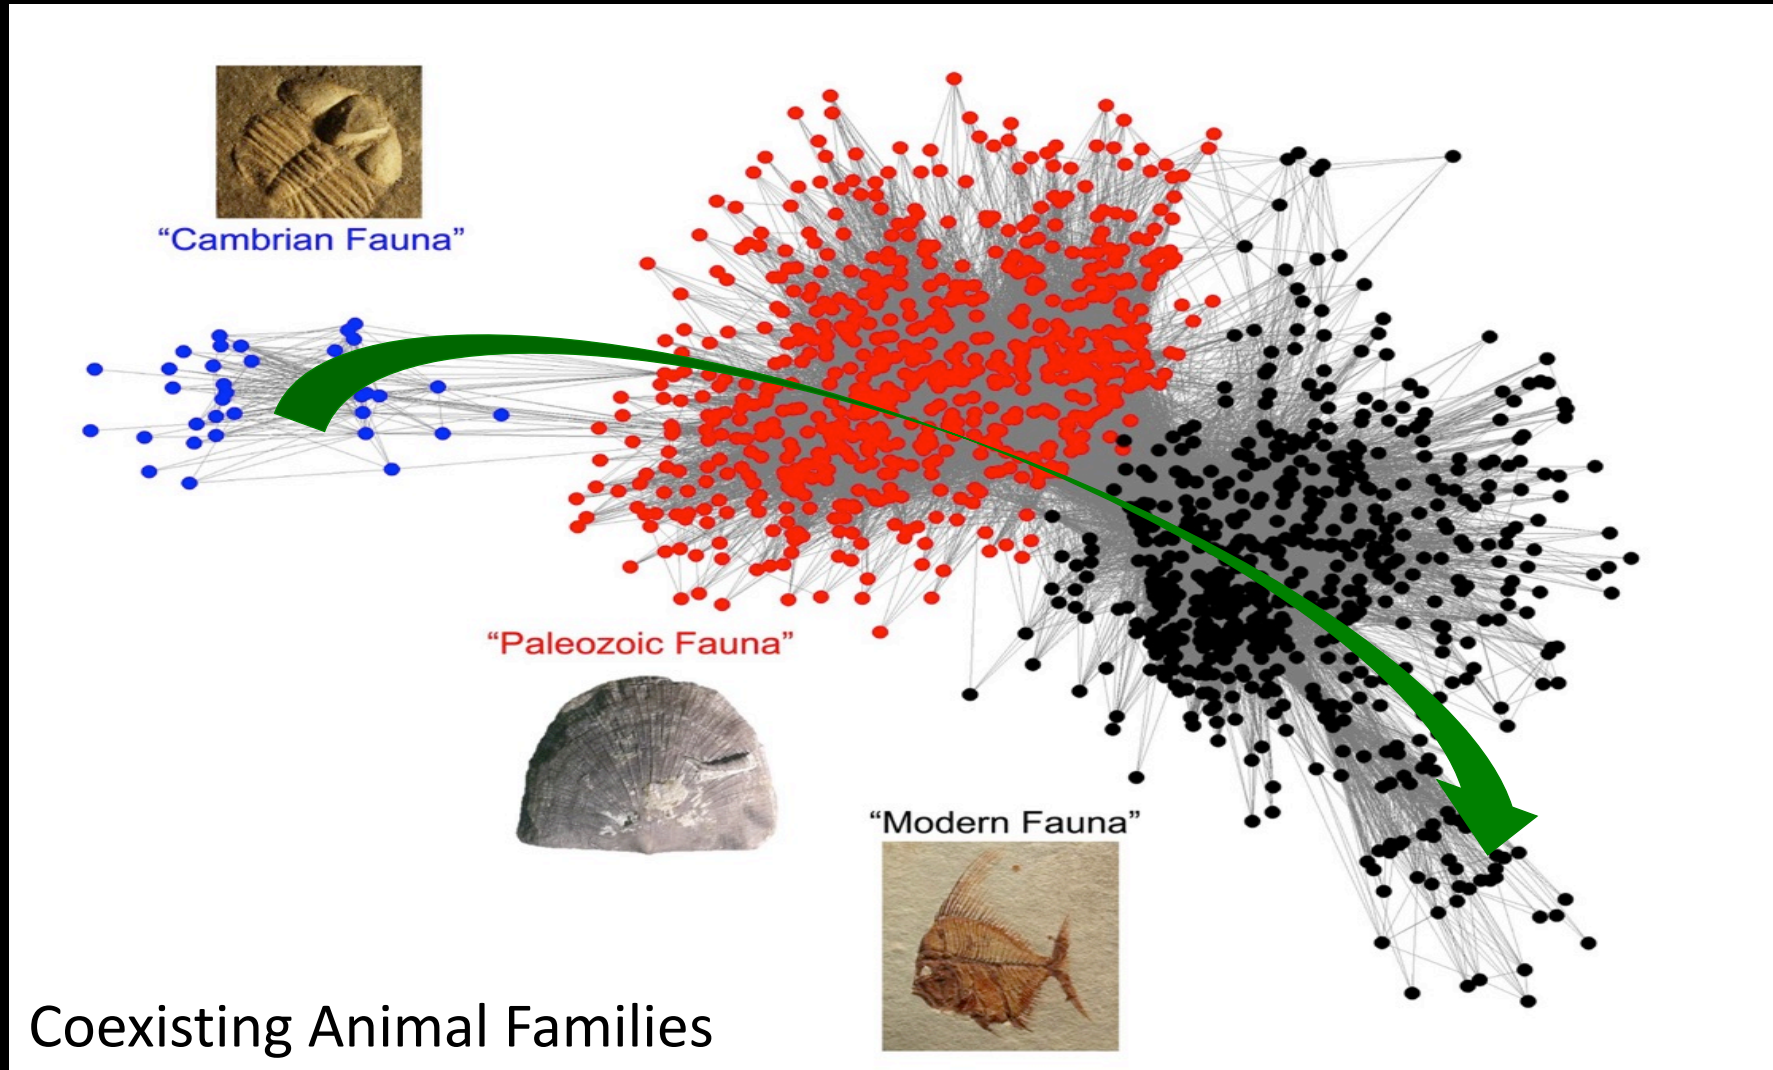 “Cambrian Fauna”
“Paleozoic Fauna”
“Modern Fauna”
Coexisting Animal Families